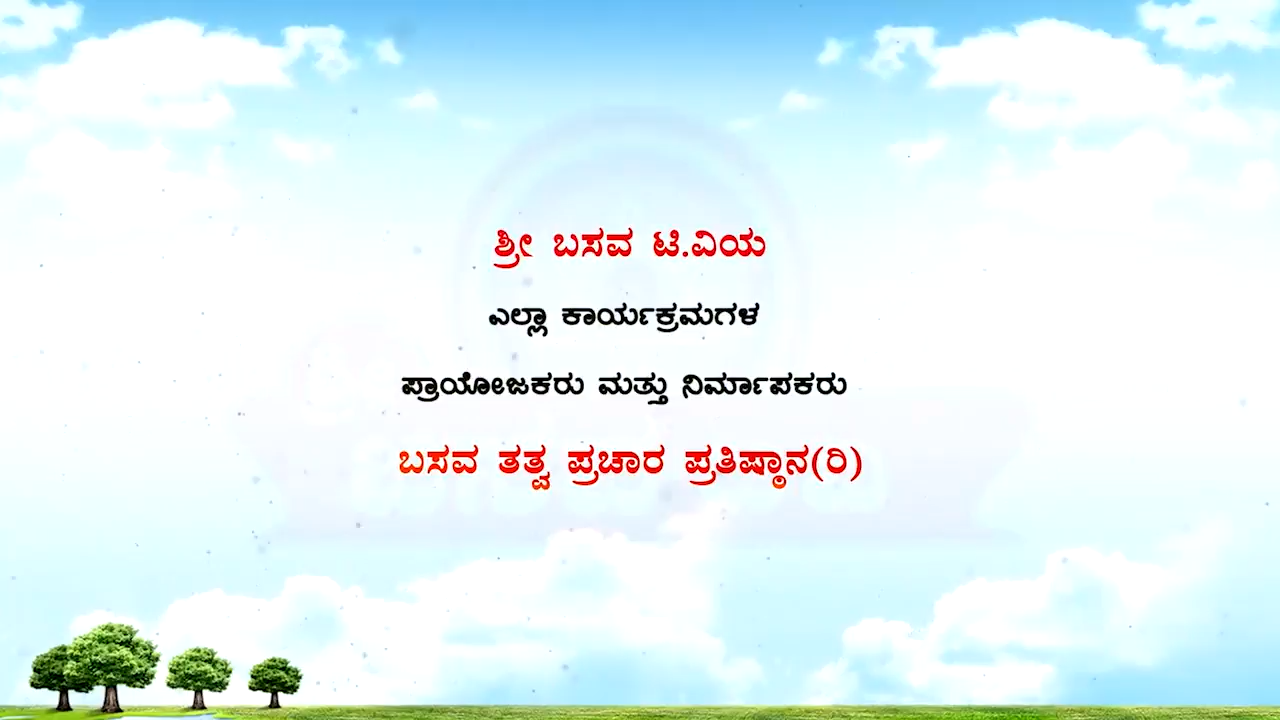 ಶ್ರೀ ಬಸವ ಟಿ.ವಿಯ
ಎಲ್ಲಾ ಕಾರ್ಯಕ್ರಮಗಳ
ಪ್ರಾಯೋಜಕರು ಮತ್ತು ನಿರ್ಮಾಪಕರು
ಬಸವ ತತ್ವ ಪ್ರಚಾರ ಪ್ರತಿಷ್ಠಾನ(ರಿ)